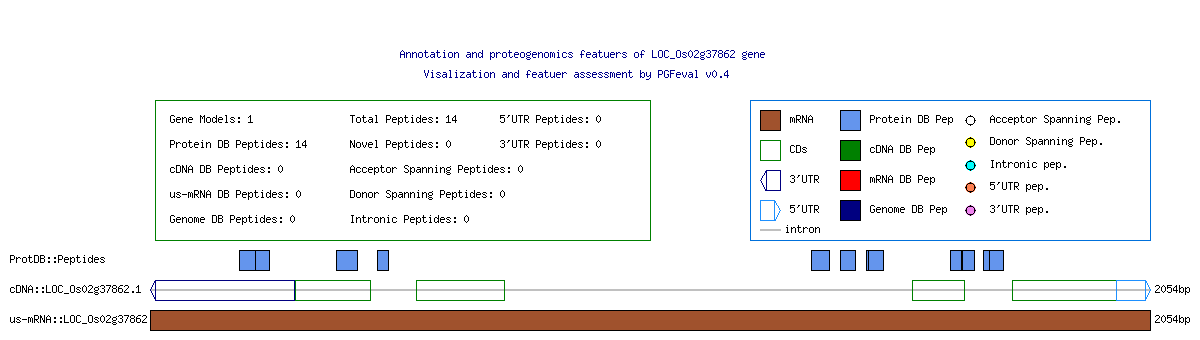 Annotation and proteogenomics featuers of LOC_Os02g37862 gene
Visalization and featuer assessment by PGFeval v0.4
Gene Models: 1 Total Peptides: 14 5'UTR Peptides: 0
Protein DB Peptides: 14 Novel Peptides: 0 3'UTR Peptides: 0
cDNA DB Peptides: 0 Acceptor Spanning Peptides: 0
us-mRNA DB Peptides: 0 Donor Spanning Peptides: 0
Genome DB Peptides: 0 Intronic Peptides: 0
mRNA Protein DB Pep Acceptor Spanning Pep.
CDs cDNA DB Pep Donor Spanning Pep.
3'UTR mRNA DB Pep Intronic pep.
5'UTR Genome DB Pep 5'UTR pep.
intron 3'UTR pep.
ProtDB::Peptides
cDNA::LOC_Os02g37862.1 2054bp
us-mRNA::LOC_Os02g37862 2054bp